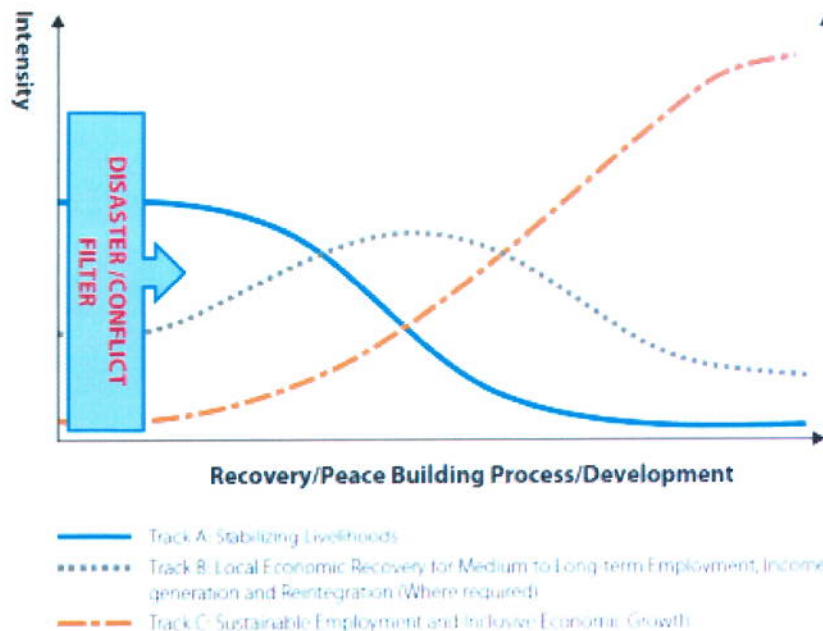 Intensity
DISASTER /CONFLICT
FILTER
Recovery/Peace Building Process/Development
Track A: Stabilizing Livelihoods
Track B: Local Economic Recovery for Medium to Long-term Employment, Income
generation and Reintegration (Where required)
Track C: Sustainable Employment and Inclusive Economic Growth